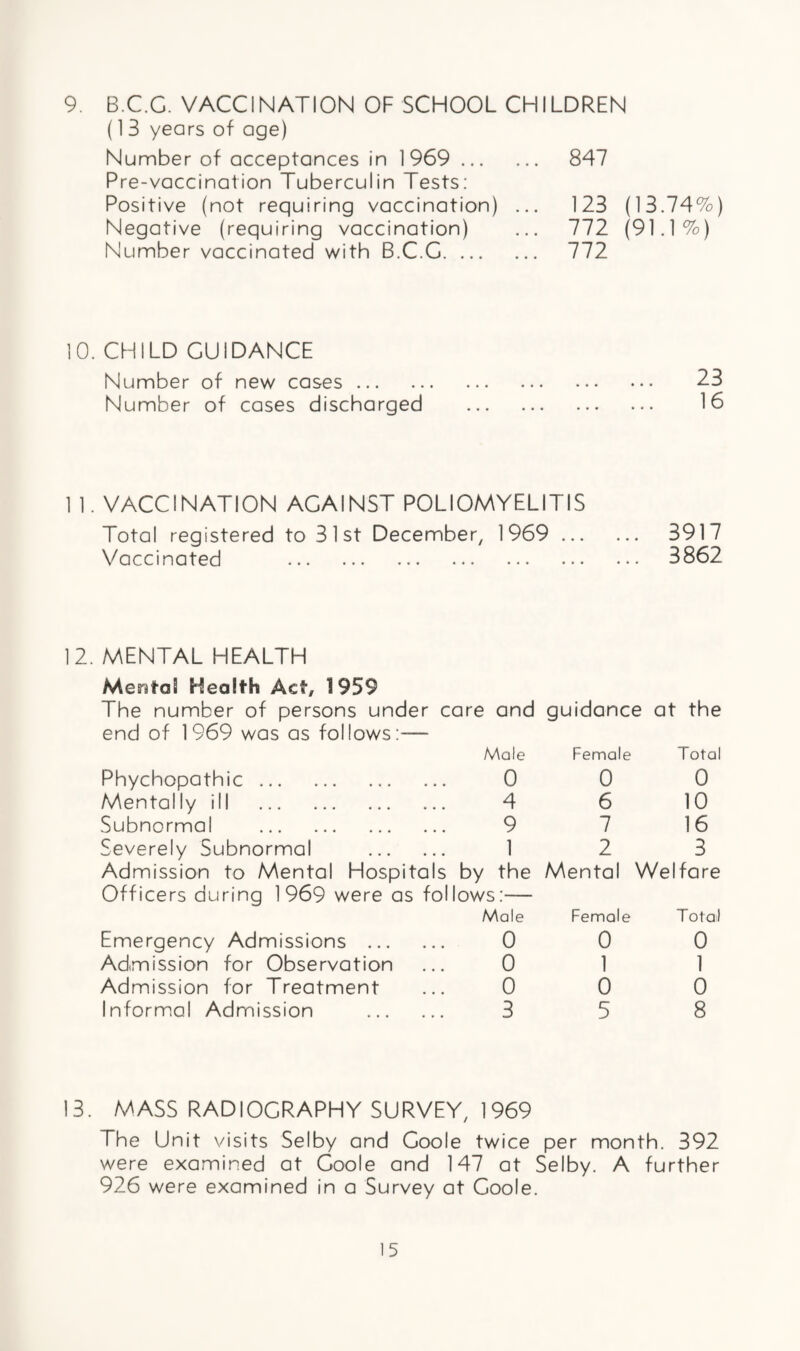 9. B.C.G. VACCINATION OF SCHOOL CHILDREN
(13 years of age)
Number of acceptances in 1969 ... ... 847
Pre-vaccination Tuberculin Tests:
Positive (not requiring vaccination) ... 123 (13.74%)
Negative (requiring vaccination) ... 772 (91.1%)
Number vaccinated with B.C.G. ... ... 772
10. CHILD GUIDANCE
Number of new cases ... ... ... ... ... ... 23
Number of cases discharged ... ... ... ... 16
11. VACCINATION AGAINST POLIOMYELITIS
Total registered to 31st December, 1969 ... ... 3917
Vaccinated ... ... ... ... ... ... ... 3862
12. MENTAL HEALTH
Mental Health Act, 1959
The number of persons under care and guidance at the
end of 1969 was as follows:—
Male Female Total
Phychopathic ... ... ... ... 0 0 0
Mentally ill ... ... ... ... 4 6 10
Subnormal ... ... ... ... 9 7 16
Severely Subnormal ... ... 1 2 3
Admission to Mental Hospitals by the Mental Welfare
Officers during 1969 were as follows:—
Male Female Total
Emergency Admissions ... ... 0 0 0
Admission for Observation ... 0 1 1
Admission for Treatment ... 0 0 0
Informal Admission ... ... 3 5 8
13. MASS RADIOGRAPHY SURVEY, 1969
The Unit visits Selby and Goole twice per month. 392
were examined at Goole and 147 at Selby. A further
926 were examined in a Survey at Goole.
15